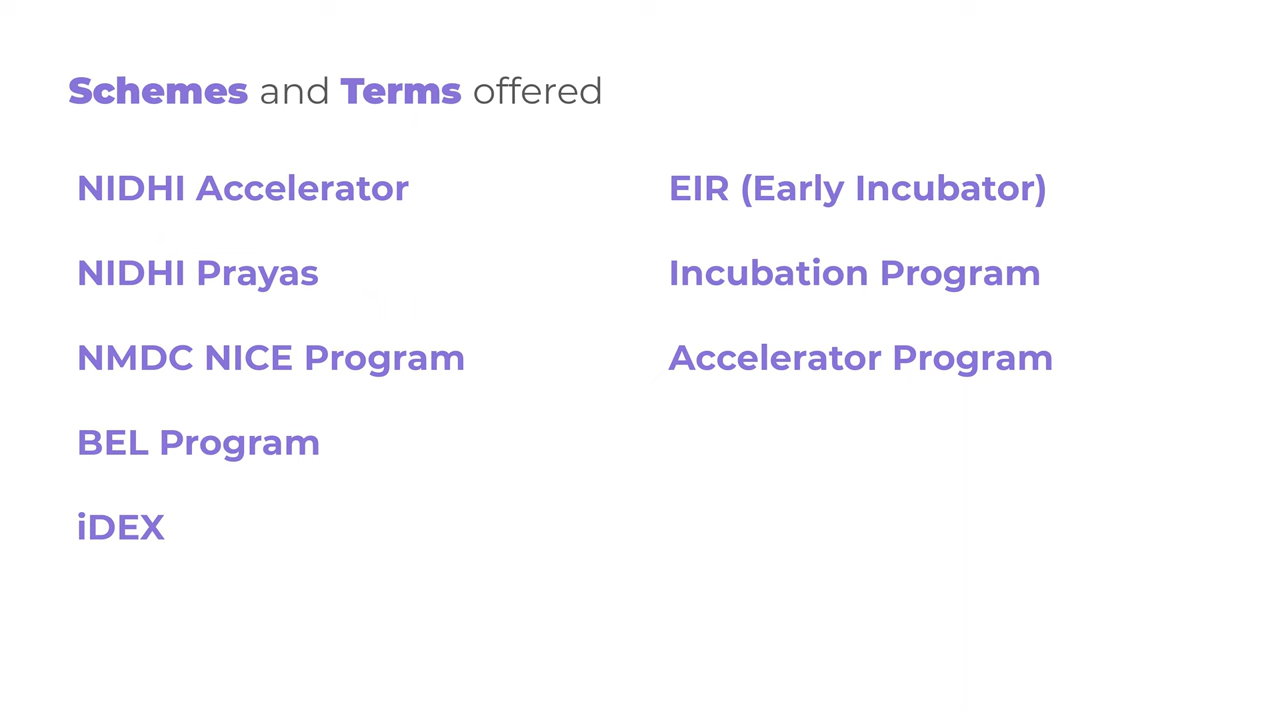 Schemes and Terms offered
NIDHI Accelerator
NIDHI Prayas
NMDC NICE Program
BEL Program
iDEX
EIR (Early Incubator)
Incubation Program
Accelerator Program